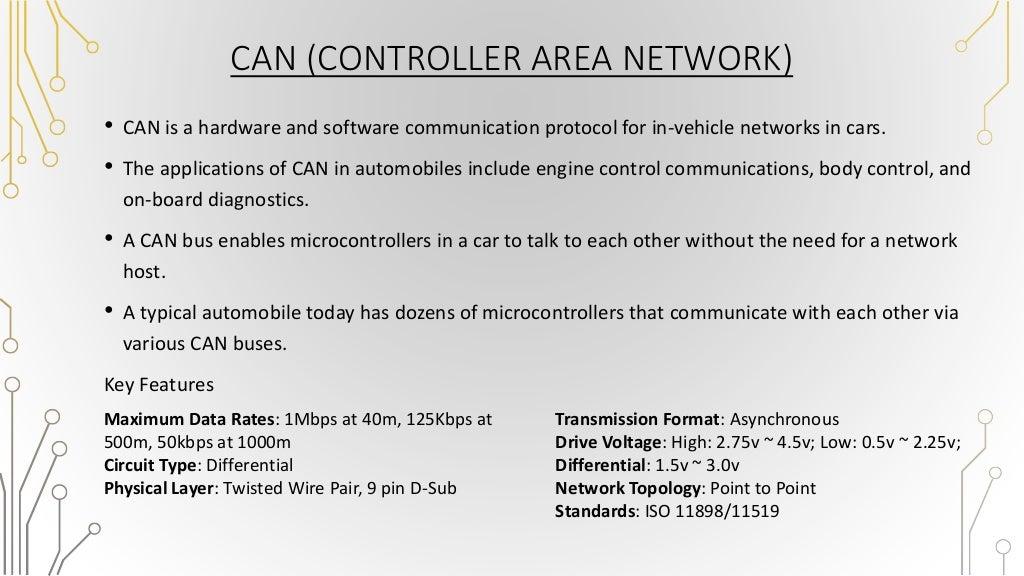 CAN (CONTROLLER AREA NETWORK)
• CAN is a hardware and software communication protocol for in-vehicle networks in cars.
• The applications of CAN in automobiles include engine control communications, body control, and
on-board diagnostics.
• A CAN bus enables microcontrollers in a car to talk to each other without the need for a network
host.
• A typical automobile today has dozens of microcontrollers that communicate with each other via
various CAN buses.
Key Features
Maximum Data Rates: 1Mbps at 40m, 125Kbps at
500m, 50kbps at 1000m
Circuit Type: Differential
Physical Layer: Twisted Wire Pair, 9 pin D-Sub
Transmission Format: Asynchronous
Drive Voltage: High: 2.75v ~ 4.5v; Low: 0.5v ~ 2.25v;
Differential: 1.5v ~ 3.0v
Network Topology: Point to Point
Standards: ISO 11898/11519